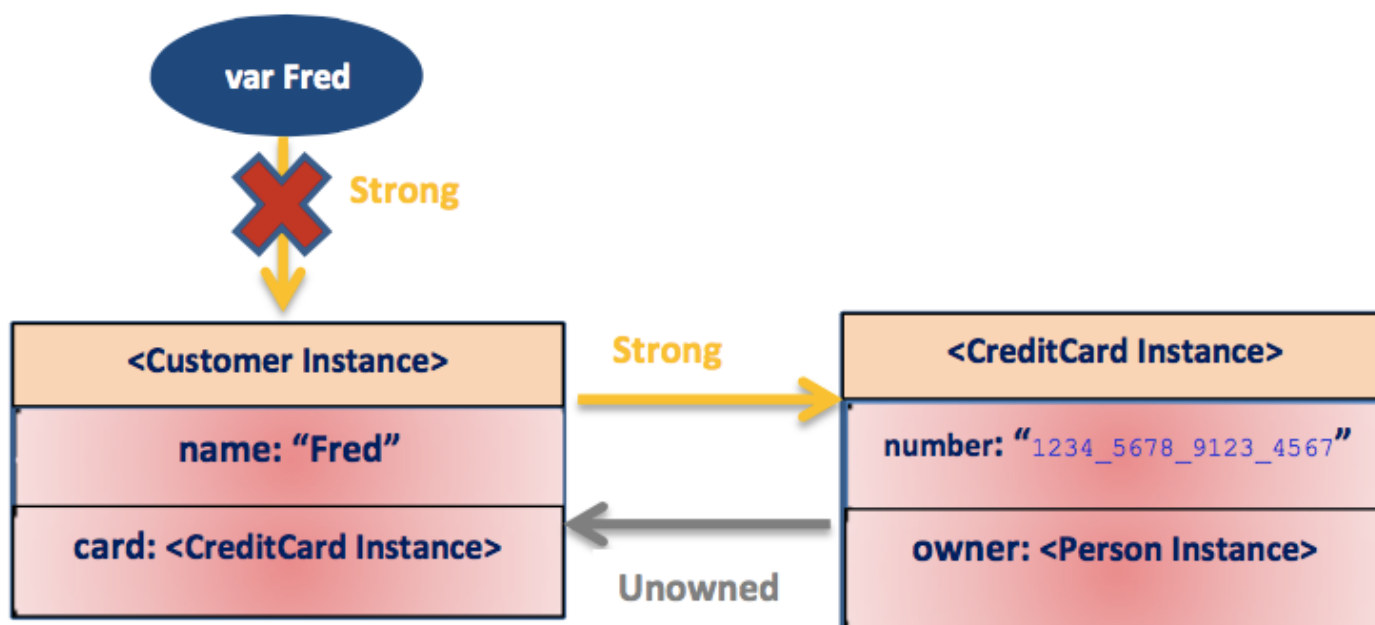 var Fred
Strong
<Customer Instance>
name: “Fred”
card: <CreditCard Instance>
Strong
Unowned
<CreditCard Instance>
number: “1234_5678_9123_4567”
owner: <Person Instance>